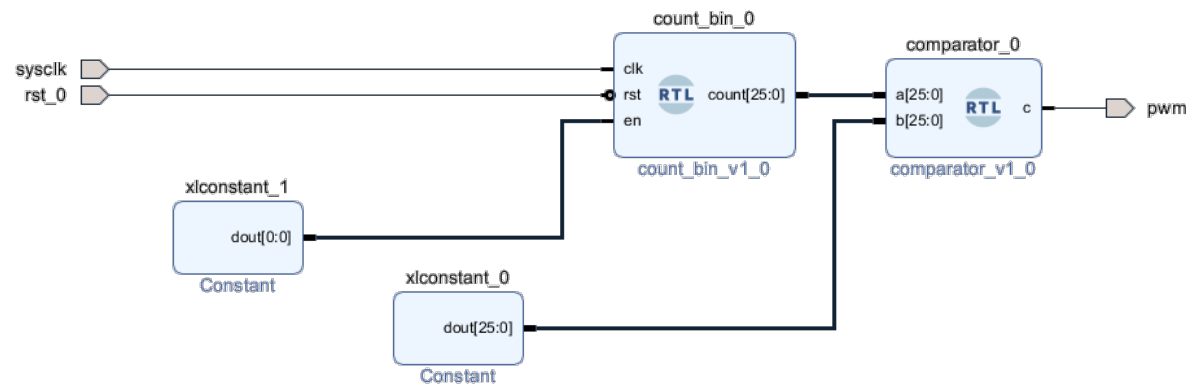 count_bin_0
comparator_0
sysclk
clk
rst_0
rst
RTL
count[25:0]
a[25:0]
RTL
c
pwm
en
b[25:0]
count_bin_v1_0
comparator_v1_0
xlconstant_1
dout[0:0]
Constant
xlconstant_0
dout[25:0]
Constant